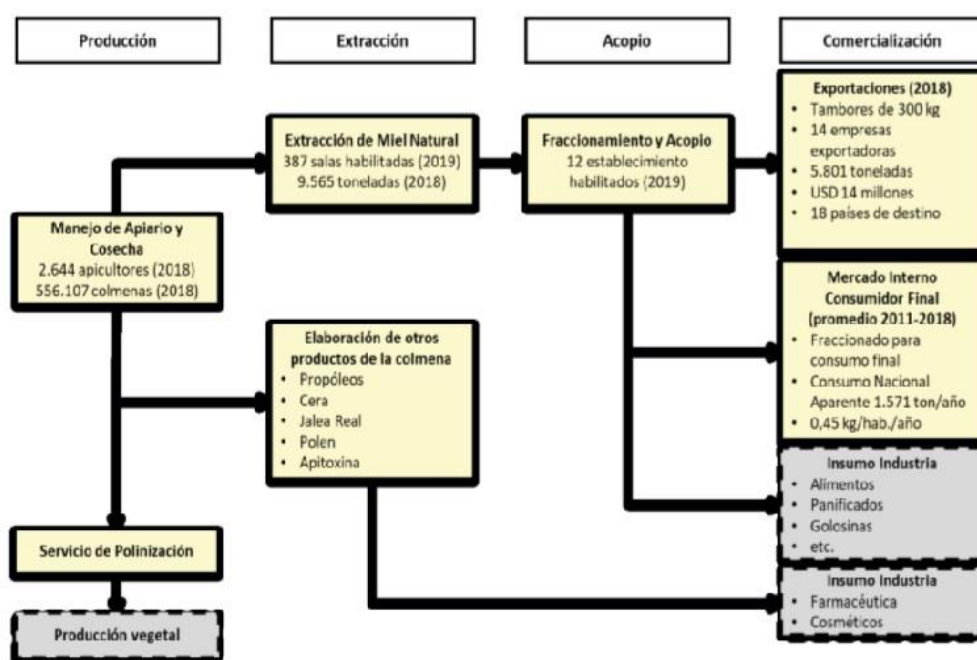 Producción
Extracción
Acopio
Comercialización
Manejo de Apiario y
Cosecha
2.644 apicultores (2018)
556.107 colmenas (2018)
Servicio de Polinización
Producción vegetal
Extracción de Miel Natural
387 salas habilitadas (2019)
9.565 toneladas (2018)
Elaboración de otros
productos de la colmena
• Propóleos
• Cera
• Jalea Real
• Polen
• Apitoxina
Fraccionamiento y Acopio
12 establecimiento
habilitados (2019)
Exportaciones (2018)
• Tambores de 300 kg
• 14 empresas
exportadoras
• 5.801 toneladas
• USD 14 millones
• 18 países de destino
Mercado Interno
Consumidor Final
(promedio 2011-2018)
• Fraccionado para
consumo final
• Consumo Nacional
Aparente 1.571 ton/año
• 0,45 kg/hab./año
Insumo Industria
• Alimentos
• Panificados
• Golosinas
• etc.
Insumo Industria
• Farmacéutica
• Cosméticos